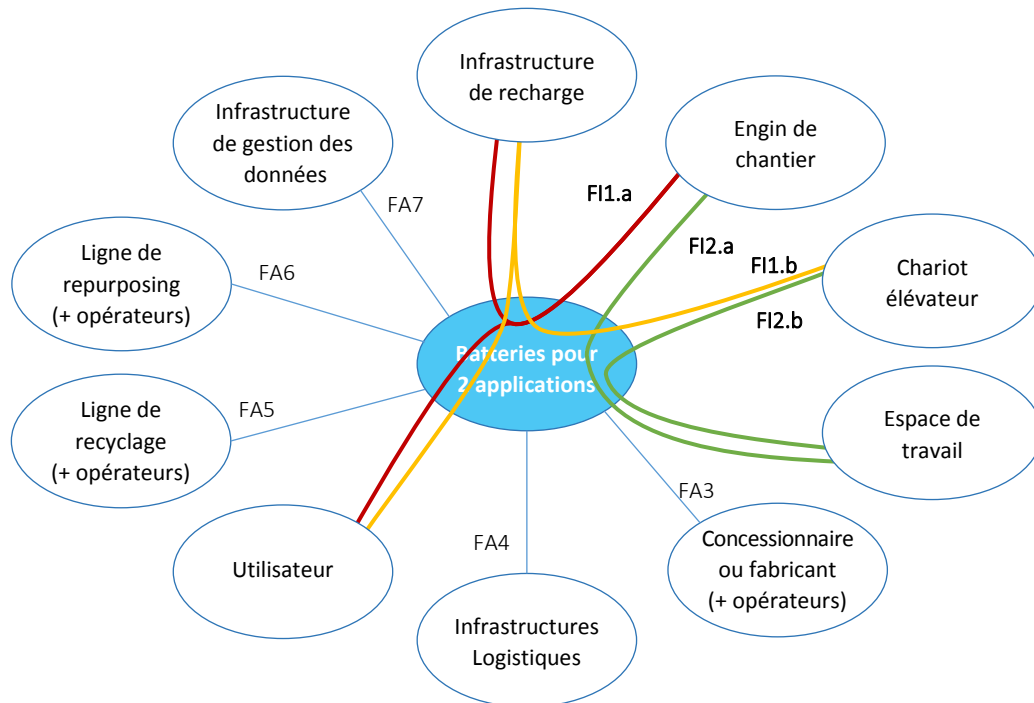 Infrastructure
de recharge
Infrastructure
de gestion des
données
Engin de
chantier
FI1.a
FA7
FI2.a
Ligne de
repurposing
(+ opérateurs)
FA6
FI1.b
Chariot
élévateur
FI2.b
Batteries pour
2 applications
Ligne de
recyclage
(+ opérateurs)
FA5
Espace de
travail
FA3
FA4
Utilisateur
Concessionnaire
ou fabricant
(+ opérateurs)
Infrastructures
Logistiques